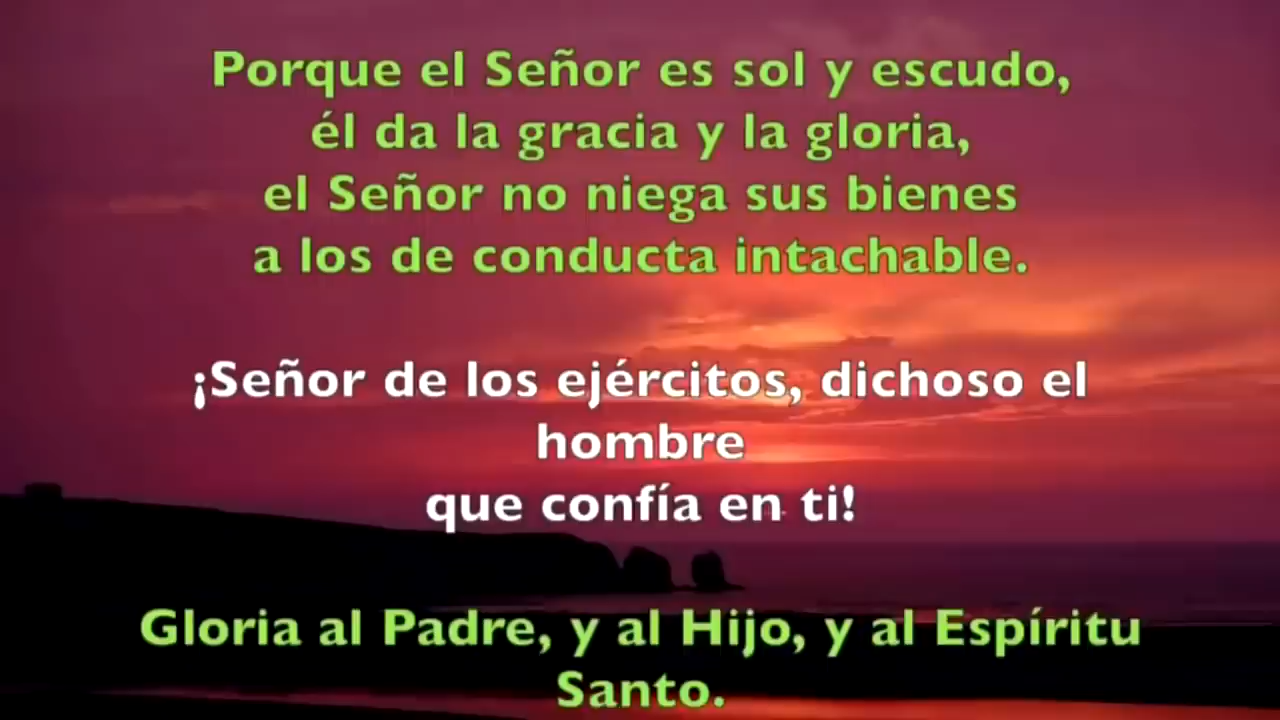 Porque el Señor es sol y escudo,
él da la gracia y la gloria,
el Señor no niega sus bienes
a los de conducta intachable.
¡Señor de los ejércitos, dichoso el
hombre
que confía en ti!
Gloria al Padre, y al Hijo, y al Espíritu
Santo.